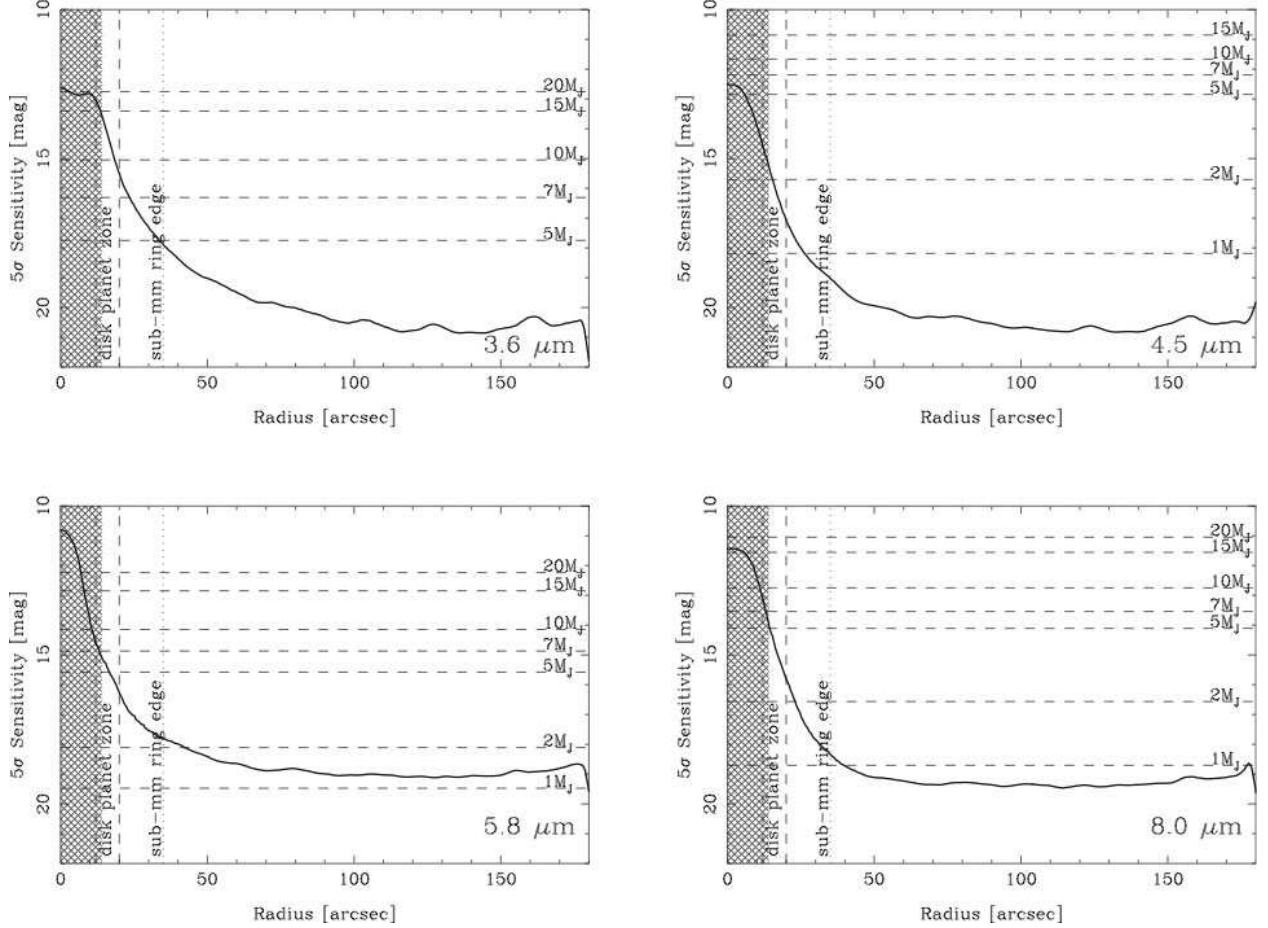 10
15
20
5σ Sensitivity [mag]
20M_J
15M_J
10M_J
7M_J
5M_J
disk planet zone
sub-mm ring edge
3.6 μm
0
50
100
150
Radius [arcsec]
10
15
20
5σ Sensitivity [mag]
15M_J
10M_J
7M_J
5M_J
2M_J
1M_J
disk planet zone
sub-mm ring edge
4.5 μm
0
50
100
150
Radius [arcsec]
10
15
20
5σ Sensitivity [mag]
20M_J
15M_J
10M_J
7M_J
5M_J
2M_J
1M_J
disk planet zone
sub-mm ring edge
5.8 μm
0
50
100
150
Radius [arcsec]
10
15
20
5σ Sensitivity [mag]
20M_J
15M_J
10M_J
7M_J
5M_J
2M_J
1M_J
disk planet zone
sub-mm ring edge
8.0 μm
0
50
100
150
Radius [arcsec]